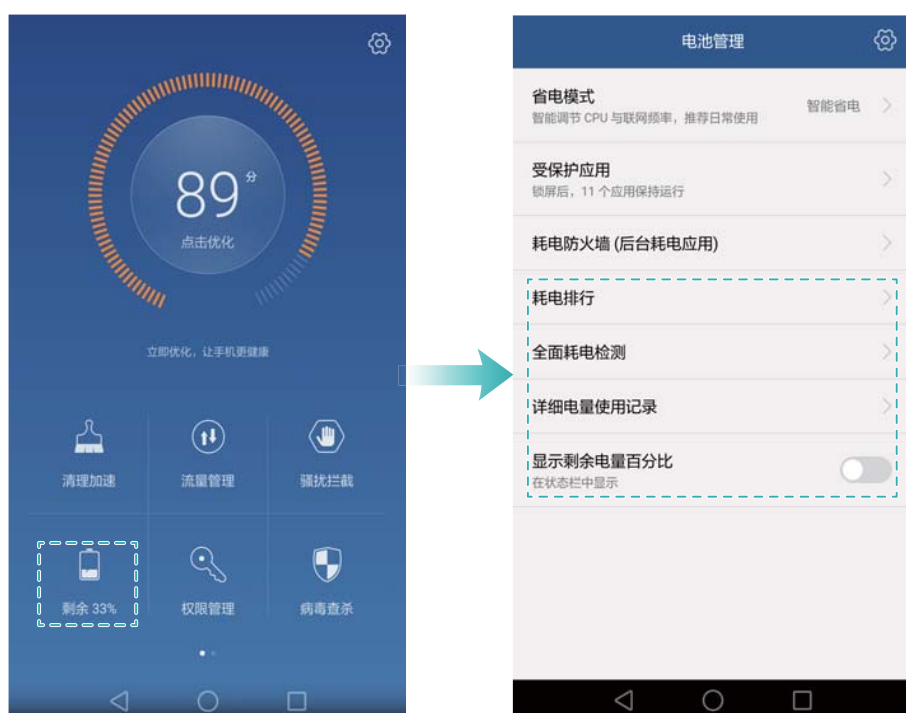 89分
点击优化
立即优化，让手机更健康
清理加速
流量管理
骚扰拦截
剩余 33%
权限管理
病毒查杀
电池管理
省电模式
智能省电
智能调节 CPU 与联网频率，推荐日常使用
受保护应用
锁屏后，11 个应用保持运行
耗电防火墙 (后台耗电应用)
耗电排行
全面耗电检测
详细电量使用记录
显示剩余电量百分比
在状态栏中显示